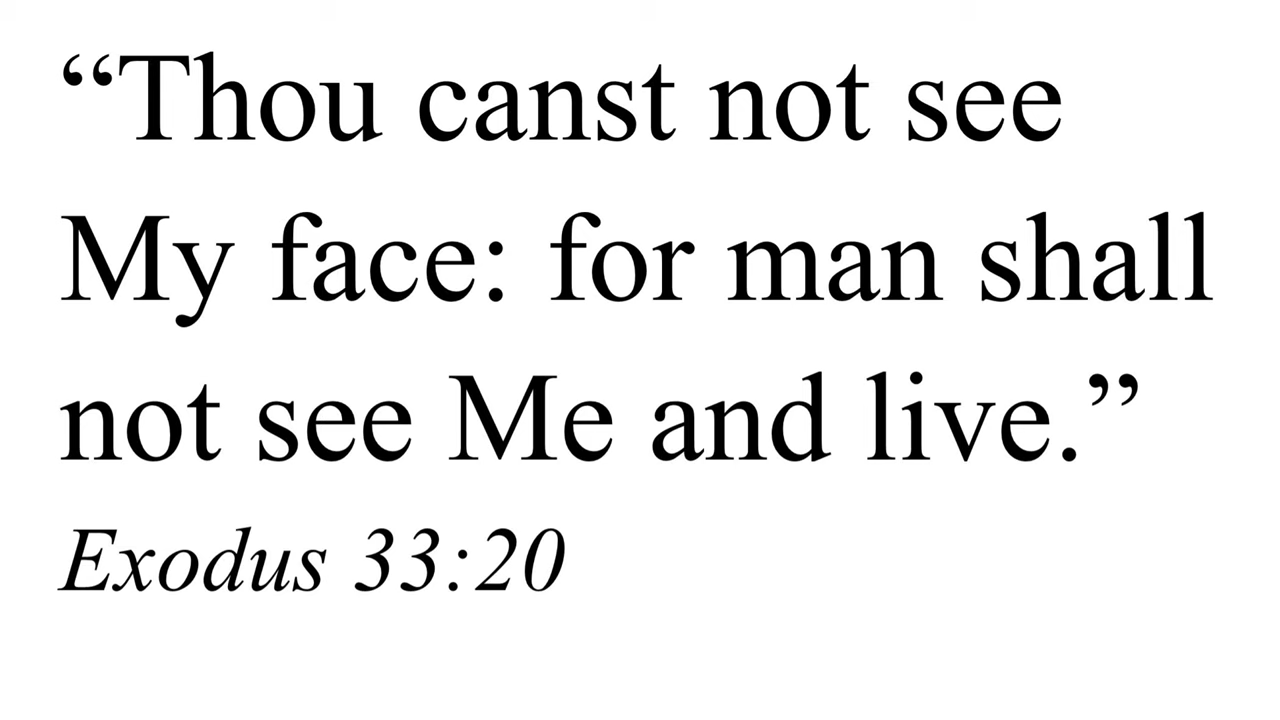 “Thou canst not see
My face: for man shall
not see Me and live.”
Exodus 33:20